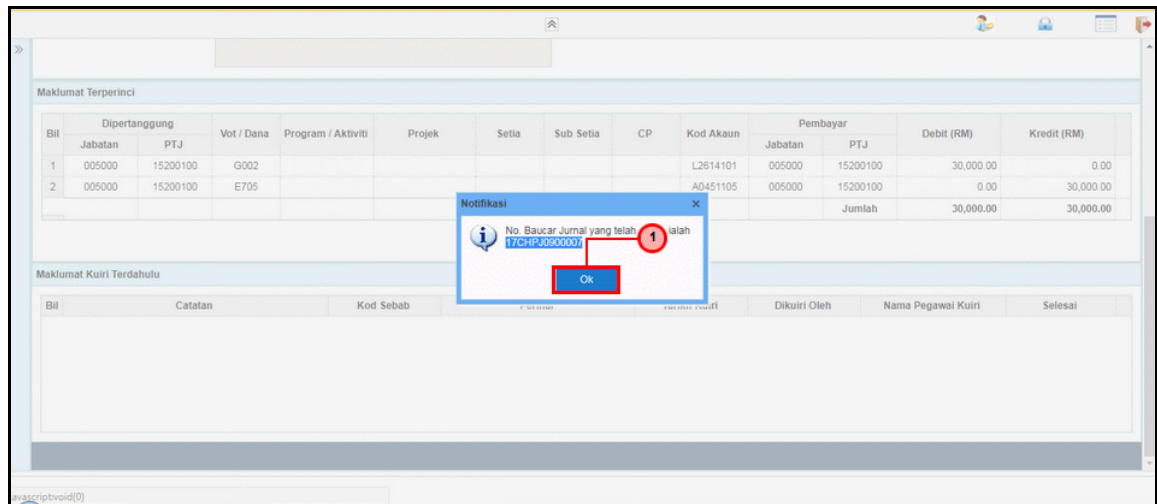 Maklumat Terperinci
Bil Dipertanggung Vot / Dana Program / Aktiviti Projek Setia Sub Setia CP Kod Akaun Pembayar Debit (RM) Kredit (RM)
Jabatan PTJ Jabatan PTJ
1 005000 15200100 G002 L2614101 005000 15200100 30,000.00 0.00
2 005000 15200100 E705 A0451105 005000 15200100 0.00 30,000.00
Jumlah 30,000.00 30,000.00
Notifikasi
No. Baucar Jurnal yang telah ialah
17CHPJ0900007
1
Ok
Maklumat Kuiri Terdahulu
Bil Catatan Kod Sebab Dikuiri Oleh Nama Pegawai Kuiri Selesai
avascript:void(0)